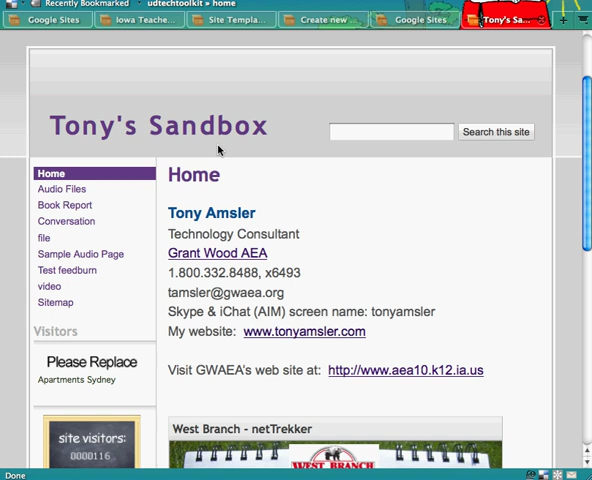 Recently Bookmarked udtechtoolkit » home
Google Sites Iowa Teache... Site Templa... Create new ... Google Sites Tony's Sa...
Tony's Sandbox
Search this site
Home
Audio Files
Book Report
Conversation
file
Sample Audio Page
Test feedburn
video
Sitemap
Visitors
Please Replace
Apartments Sydney
site visitors:
0000116
Home
Tony Amsler
Technology Consultant
Grant Wood AEA
1.800.332.8488, x6493
tamsler@gwaea.org
Skype & iChat (AIM) screen name: tonyamsler
My website: www.tonyamsler.com
Visit GWAEA's web site at: http://www.aea10.k12.ia.us
West Branch - netTrekker
WEST BRANCH
Done